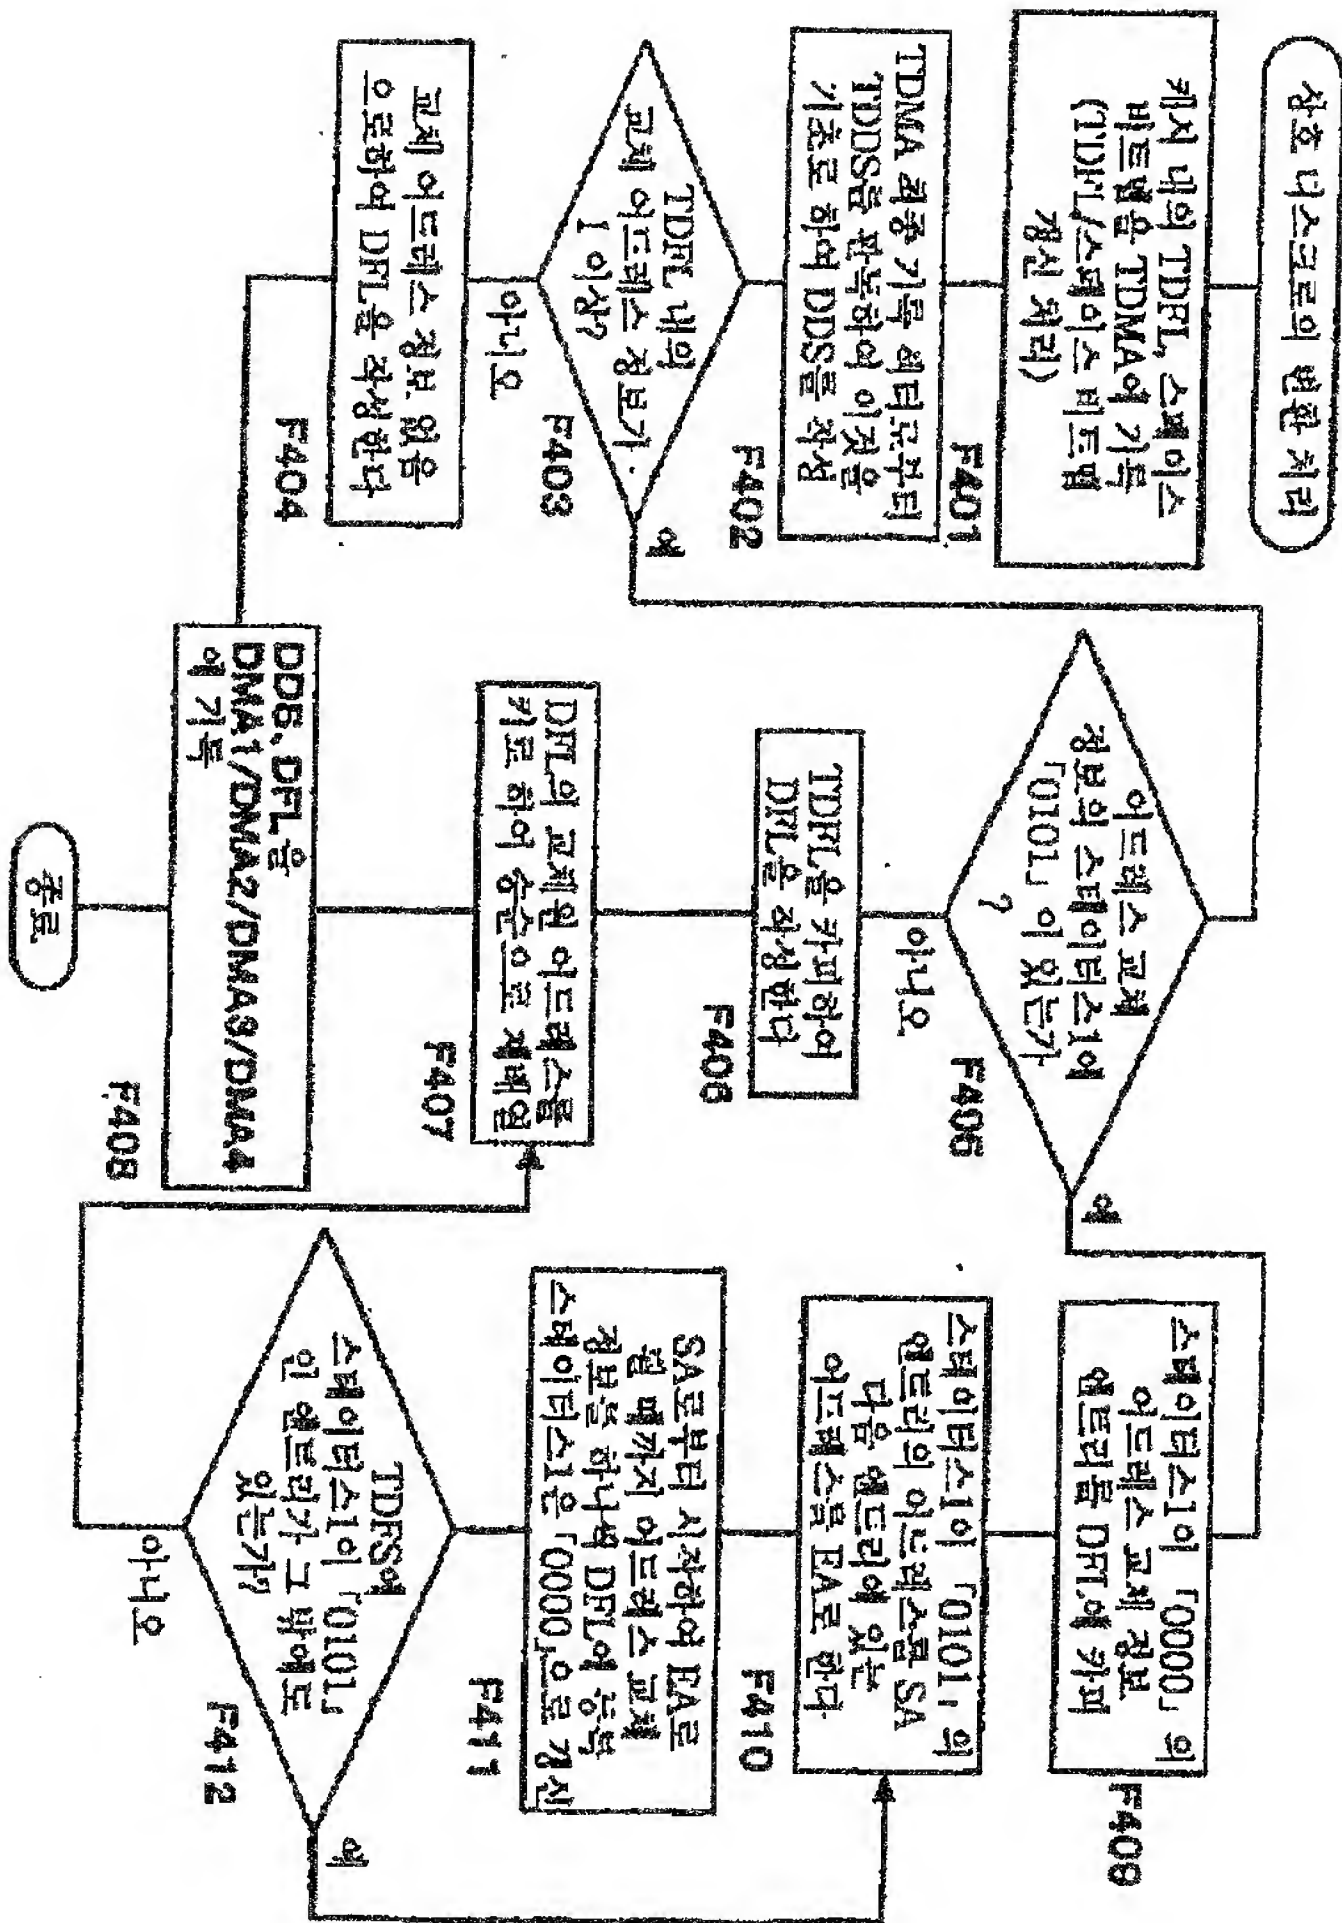 상호 디스크로의 변환 처리
캐시 내의 TDFL, 스페이스
비트맵을 TDMA에 기록
(TDFL/스페이스 비트맵
갱신 처리)
F401
TDMA 최종 기록 섹터로부터
TDDS를 판독하여 이것을
기초로 하여 DDS를 작성
F402
TDFL 내의
교체 어드레스 정보가
1 이상?
F403
예
아니요
교체 어드레스 정보 없음
으로하여 DFL을 작성한다
F404
어드레스 교체
정보의 스테이터스1에
「0101」이 있는가
?
F405
예
아니요
TDFL을 카피하여
DFL을 작성한다
F406
DFL의 교체원 어드레스를
키로 하여 승순으로 재배열
F407
DDS, DFL을
DMA1/DMA2/DMA3/DMA4
에 기록
F408
종료
스테이터스1이 「0000」의
어드레스 교체 정보
엔트리를 DFL에 카피
F409
스테이터스1이 「0101」의
엔트리의 어드레스를 SA
다음 엔트리에 있는
어드레스를 EA로 한다
F410
SA로부터 시작하여 EA로
될 때까지 어드레스 교체
정보를 하나씩 DFL에 등록
스테이터스1은 「0000」으로 갱신
F411
TDFS에
스테이터스1이 「0101」
인 엔트리가 그 밖에도
있는가?
F412
예
아니요